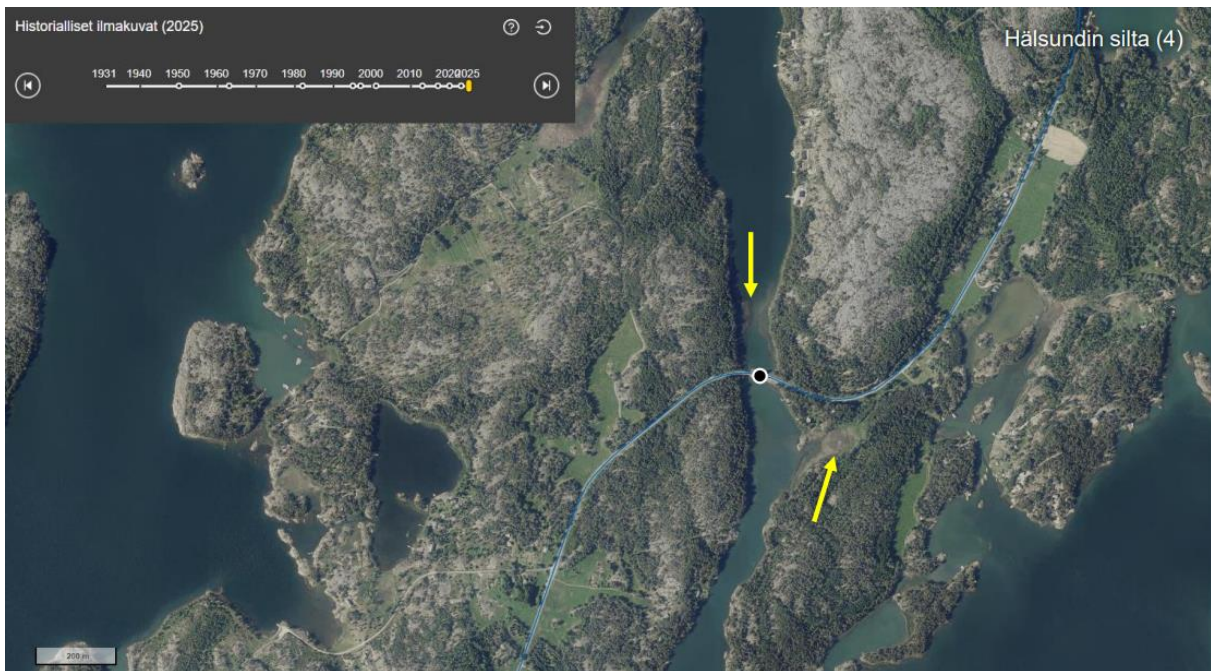 Historialliset ilmakuvat (2025)
Hälsundin silta (4)
1931 1940 1950 1960 1970 1980 1990 2000 2010 2020 2025
200 m